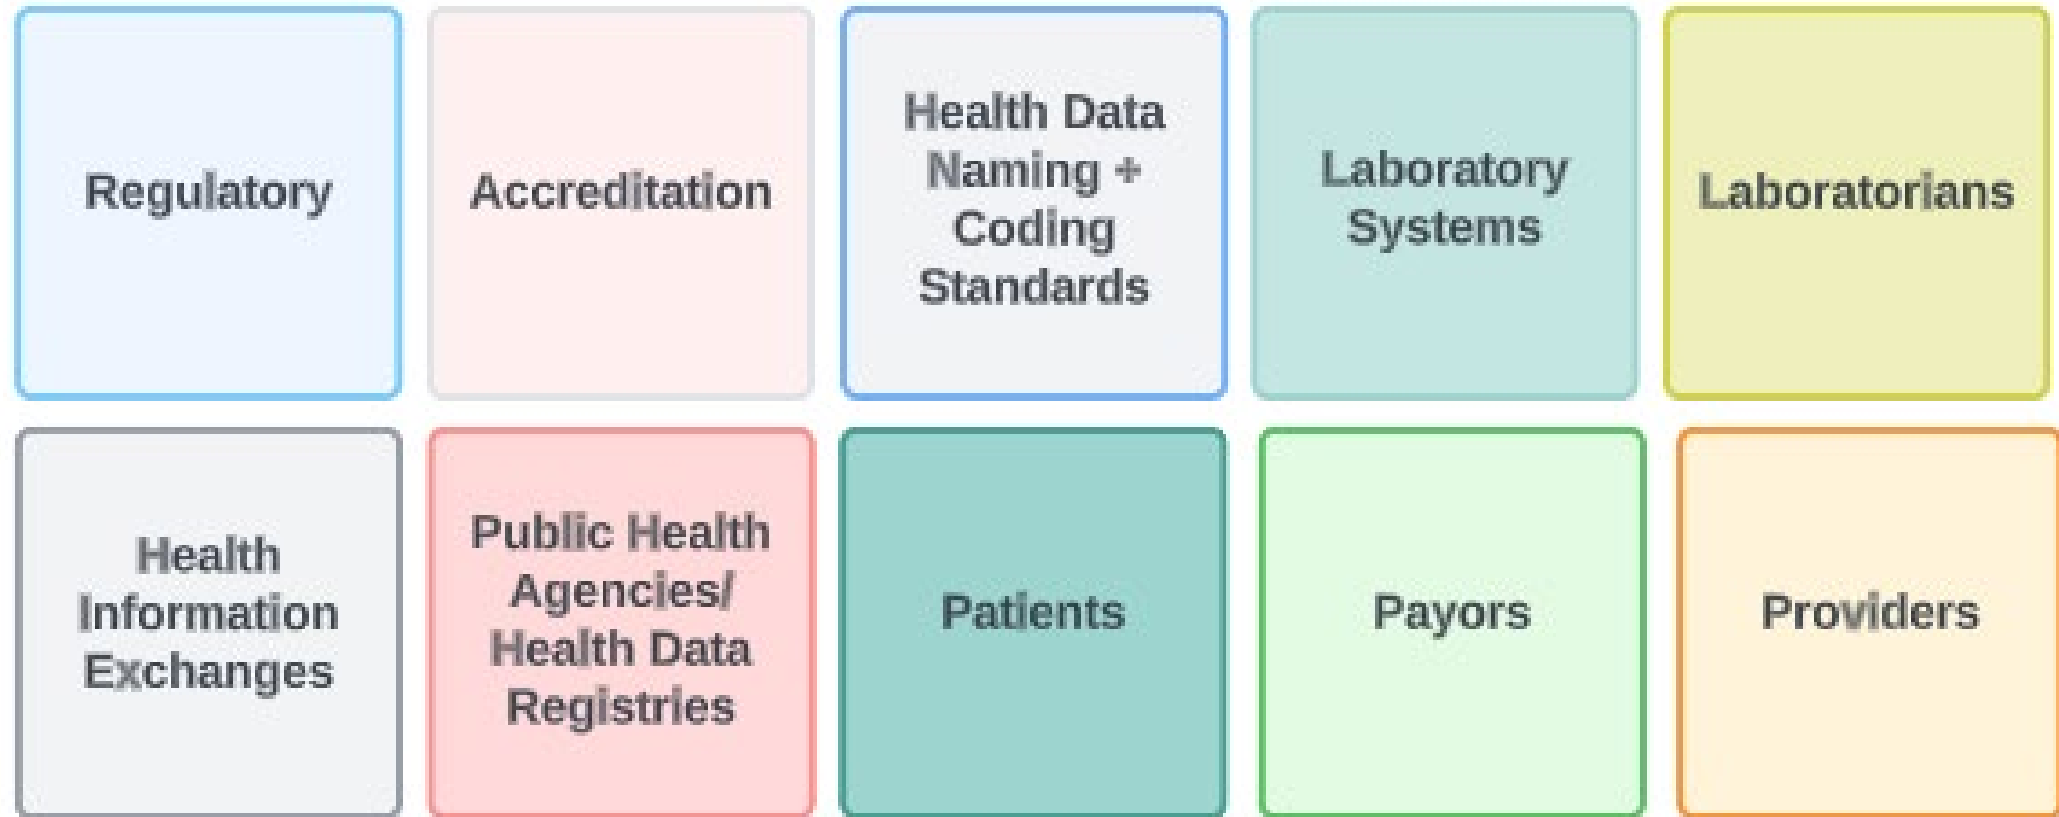 Regulatory
Accreditation
Health Data
Naming +
Coding
Standards
Laboratory
Systems
Laboratorians
Health
Information
Exchanges
Public Health
Agencies/
Health Data
Registries
Patients
Payors
Providers